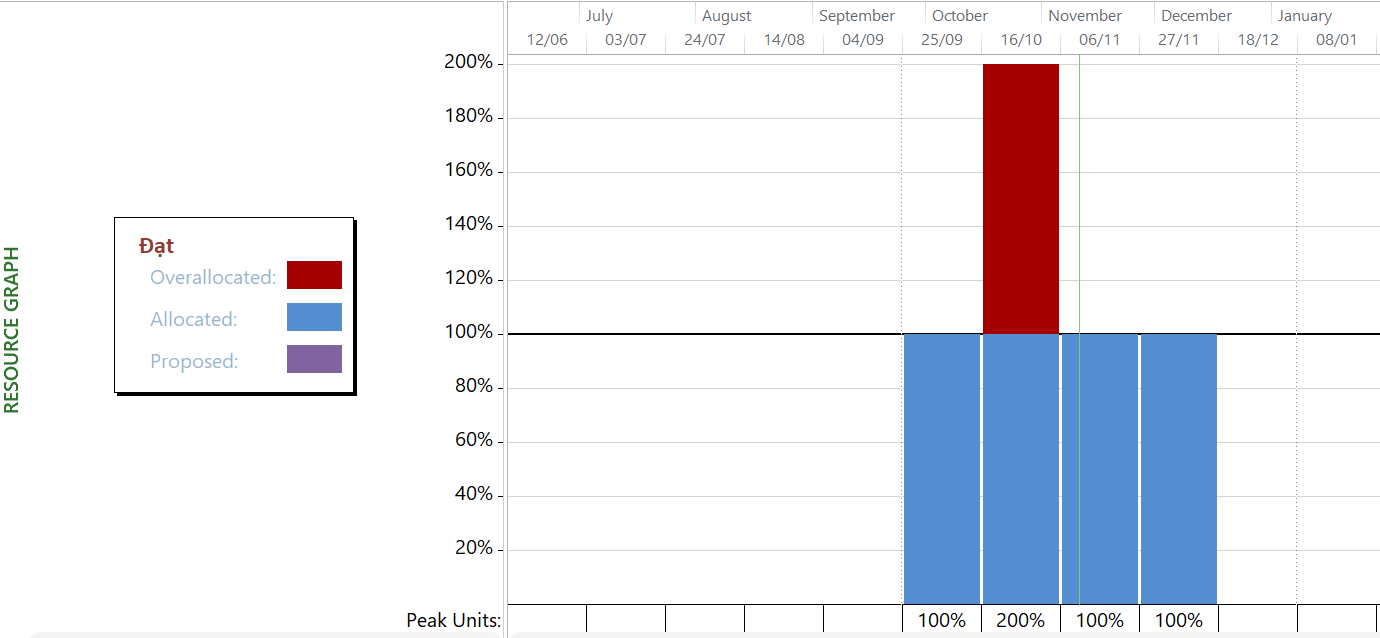 July August September October November December January
12/06 03/07 24/07 14/08 04/09 25/09 16/10 06/11 27/11 18/12 08/01
RESOURCE GRAPH
Đạt
Overallocated:
Allocated:
Proposed:
200%
180%
160%
140%
120%
100%
80%
60%
40%
20%
Peak Units: 100% 200% 100% 100%